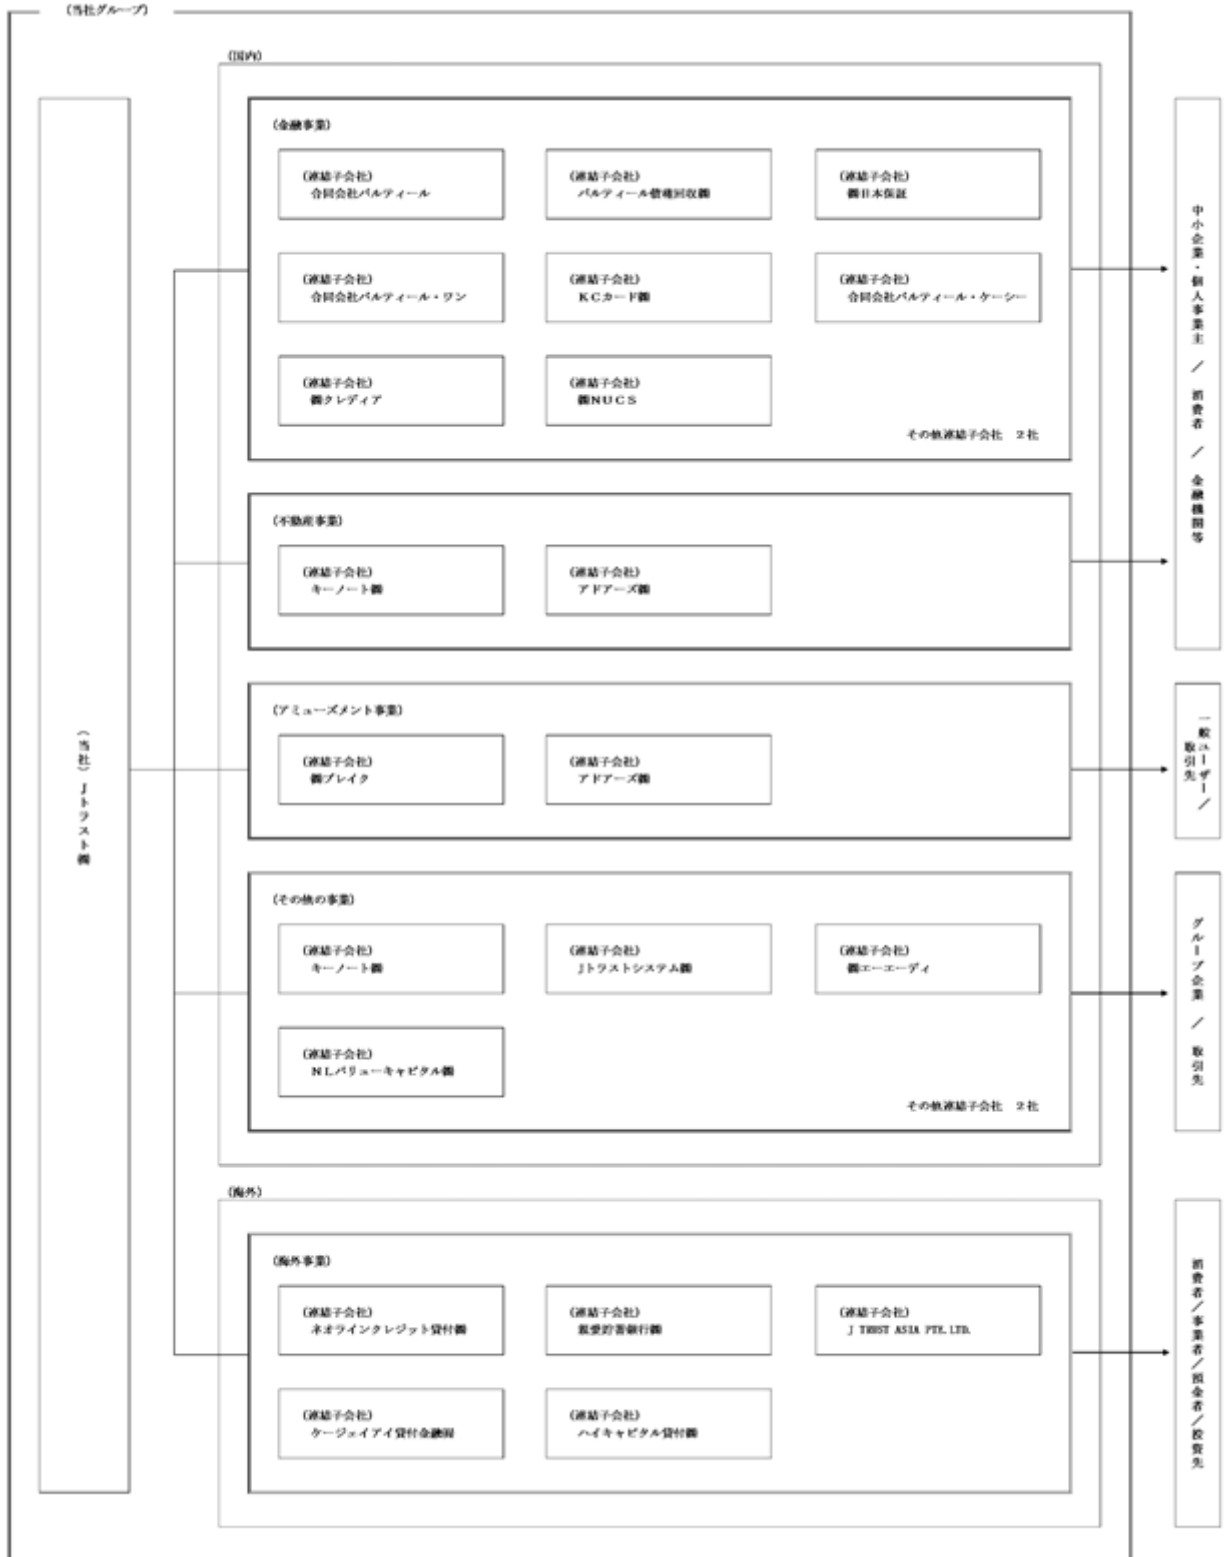 (当社グループ)
(国内)
(当社) Jトラスト㈱
(金融事業)
(連結子会社)
合同会社パルティール
(連結子会社)
パルティール債権回収㈱
(連結子会社)
㈱日本保証
(連結子会社)
合同会社パルティール・ワン
(連結子会社)
KCカード㈱
(連結子会社)
合同会社パルティール・ケーシー
(連結子会社)
㈱クレディア
(連結子会社)
㈱NUCS
その他連結子会社 2社
(不動産事業)
(連結子会社)
キーノート㈱
(連結子会社)
アドアーズ㈱
中小企業・個人事業主 / 消費者 / 金融機関等
(アミューズメント事業)
(連結子会社)
㈱ブレイク
(連結子会社)
アドアーズ㈱
一般ユーザー/
取引先
(その他の事業)
(連結子会社)
キーノート㈱
(連結子会社)
Jトラストシステム㈱
(連結子会社)
㈱エーエーディ
(連結子会社)
NLバリューキャピタル㈱
その他連結子会社 2社
グループ企業 / 取引先
(海外)
(海外事業)
(連結子会社)
ネオラインクレジット貸付㈱
(連結子会社)
親愛貯蓄銀行㈱
(連結子会社)
J TRUST ASIA PTE.LTD.
(連結子会社)
ケージェイアイ貸付金融㈲
(連結子会社)
ハイキャピタル貸付㈱
消費者/事業者/預金者/投資先